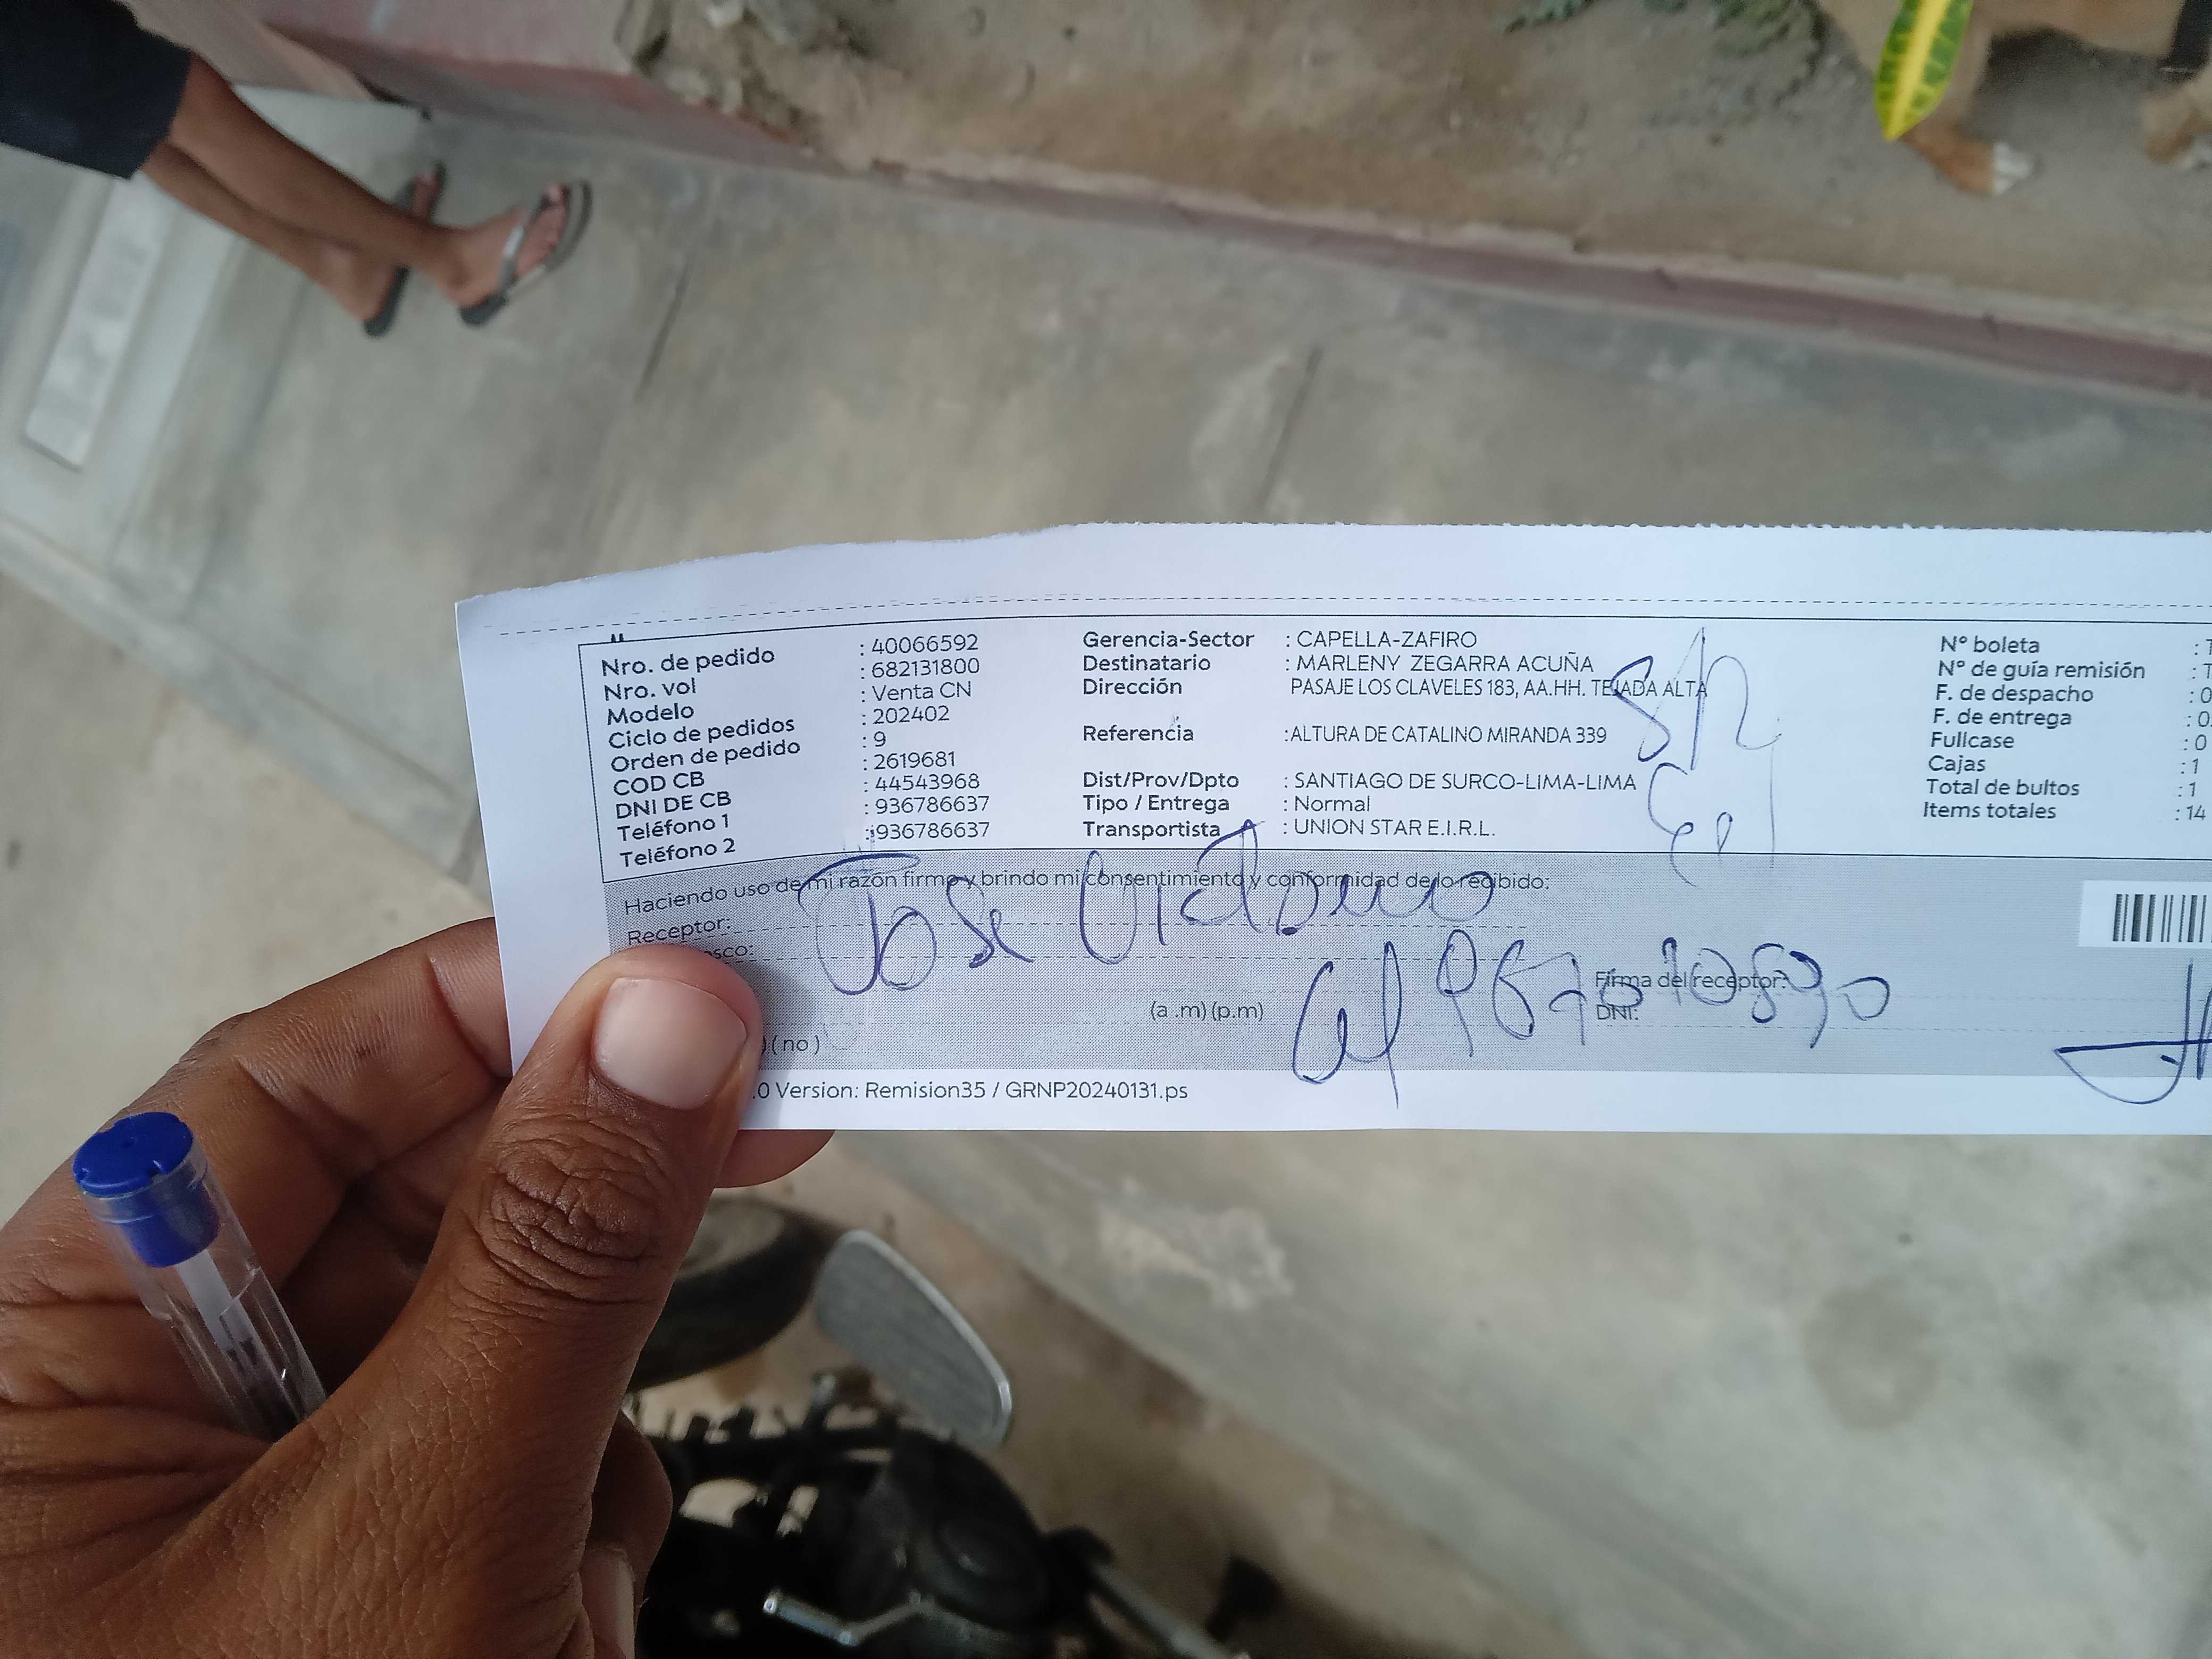 Nro. de pedido : 40066592
Nro. vol : 682131800
Modelo : Venta CN
Ciclo de pedidos : 202402
Orden de pedido : 9
COD CB : 2619681
DNI DE CB : 44543968
Teléfono 1 : 936786637
Teléfono 2 : 936786637
Gerencia-Sector : CAPELLA-ZAFIRO
Destinatario : MARLENY ZEGARRA ACUÑA
Dirección PASAJE LOS CLAVELES 183, AA.HH. TEJADA ALTA
Referencia :ALTURA DE CATALINO MIRANDA 339
Dist/Prov/Dpto : SANTIAGO DE SURCO-LIMA-LIMA
Tipo / Entrega : Normal
Transportista : UNION STAR E.I.R.L.
N° boleta : T
N° de guía remisión : T
F. de despacho : 0
F. de entrega : 0
Fullcase : 0
Cajas : 1
Total de bultos : 1
Items totales : 14
Haciendo uso de mi razón firmo y brindo mi consentimiento y conformidad de lo recibido:
Receptor: Jose
sco:
(a .m) (p.m)
Firma del receptor:
DNI:
) ( no )
.0 Version: Remision35 / GRNP20240131.ps